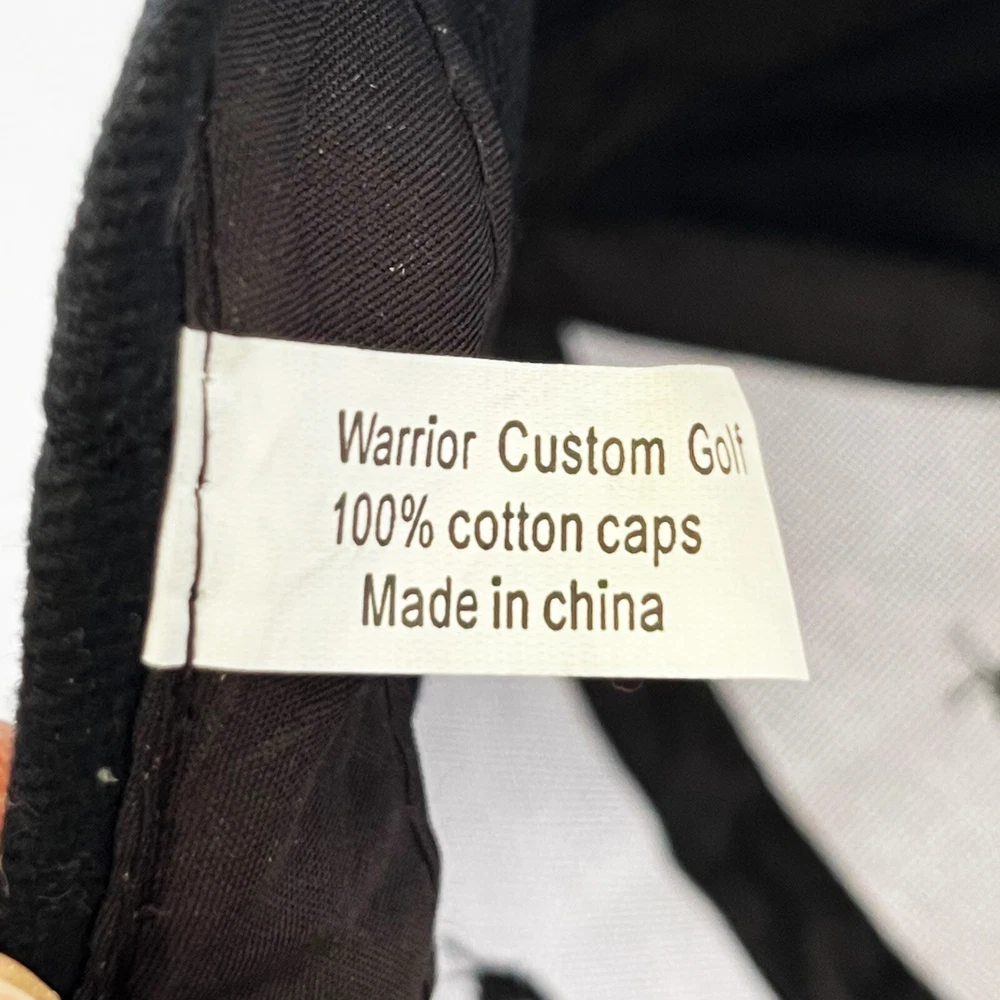 Warrior Custom Golf
100% cotton caps
Made in china